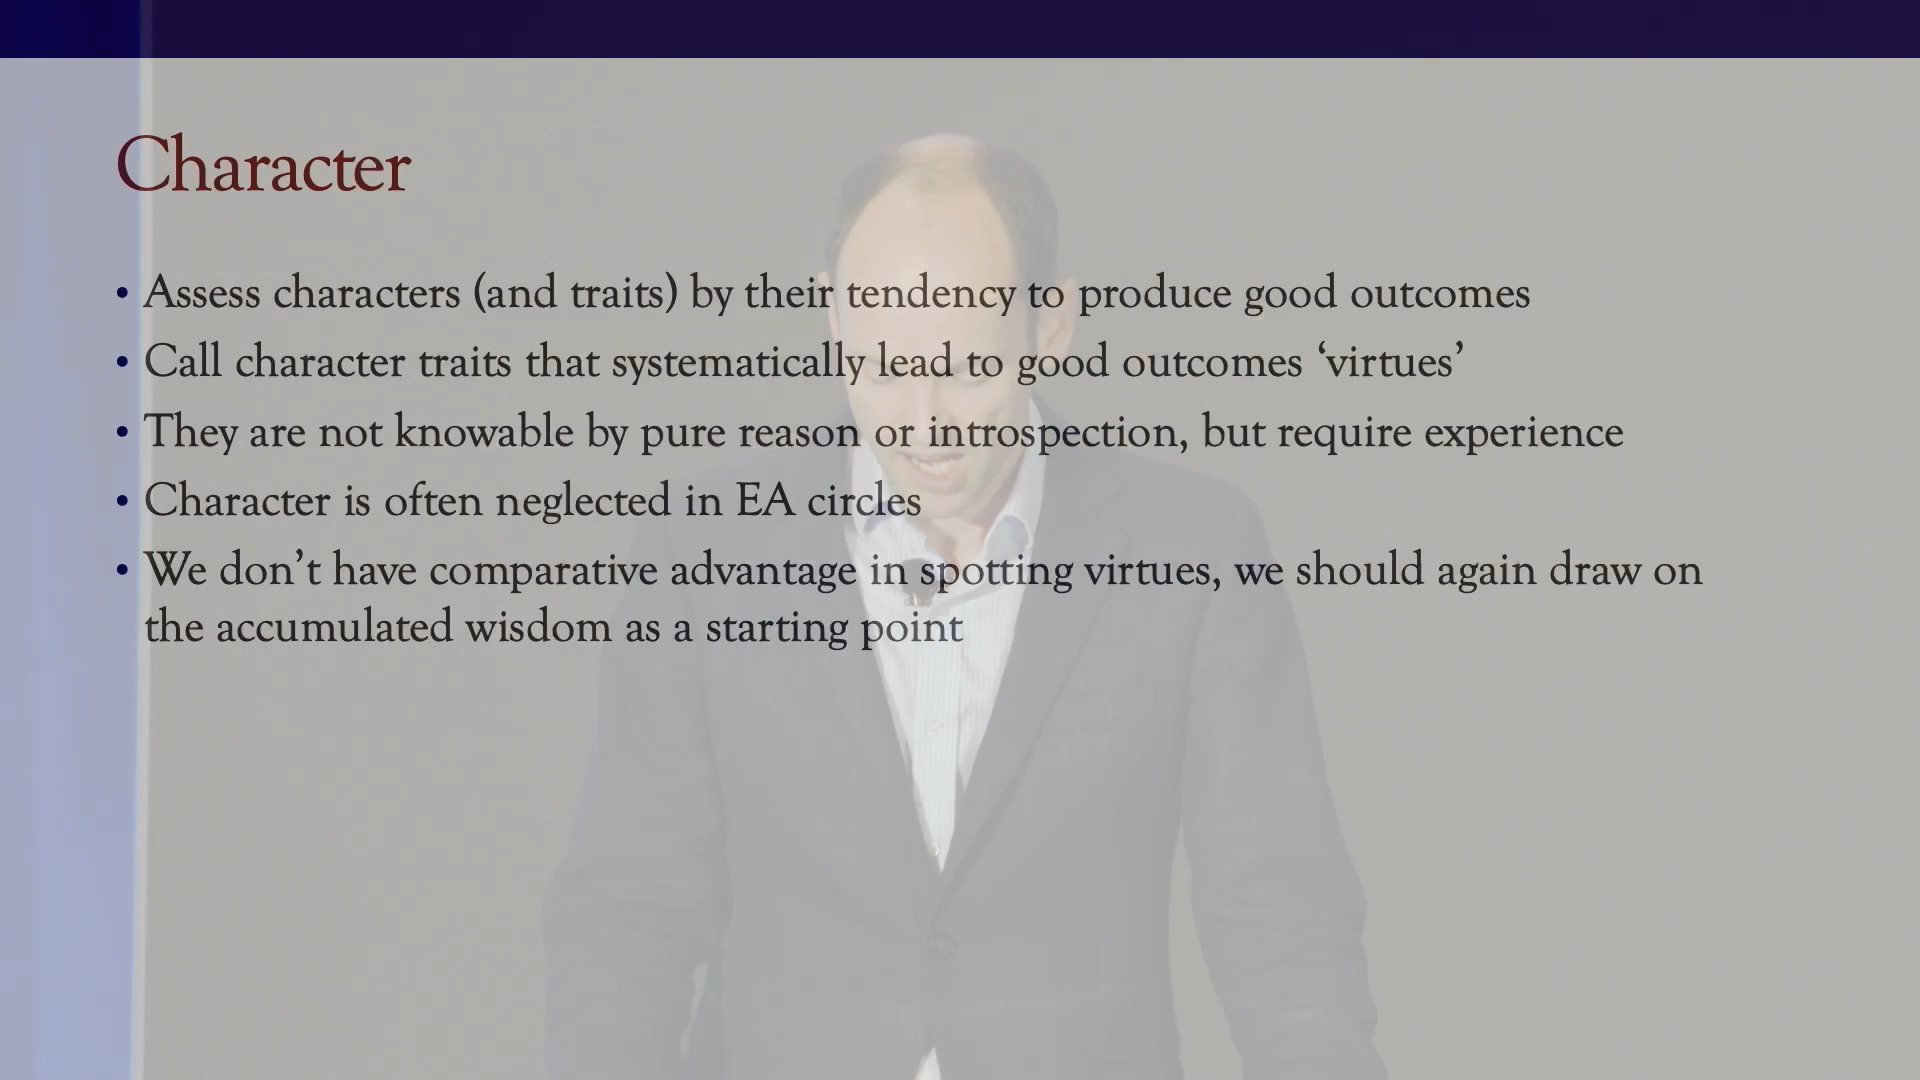 Character
• Assess characters (and traits) by their tendency to produce good outcomes
• Call character traits that systematically lead to good outcomes ‘virtues’
• They are not knowable by pure reason or introspection, but require experience
• Character is often neglected in EA circles
• We don’t have comparative advantage in spotting virtues, we should again draw on
the accumulated wisdom as a starting point